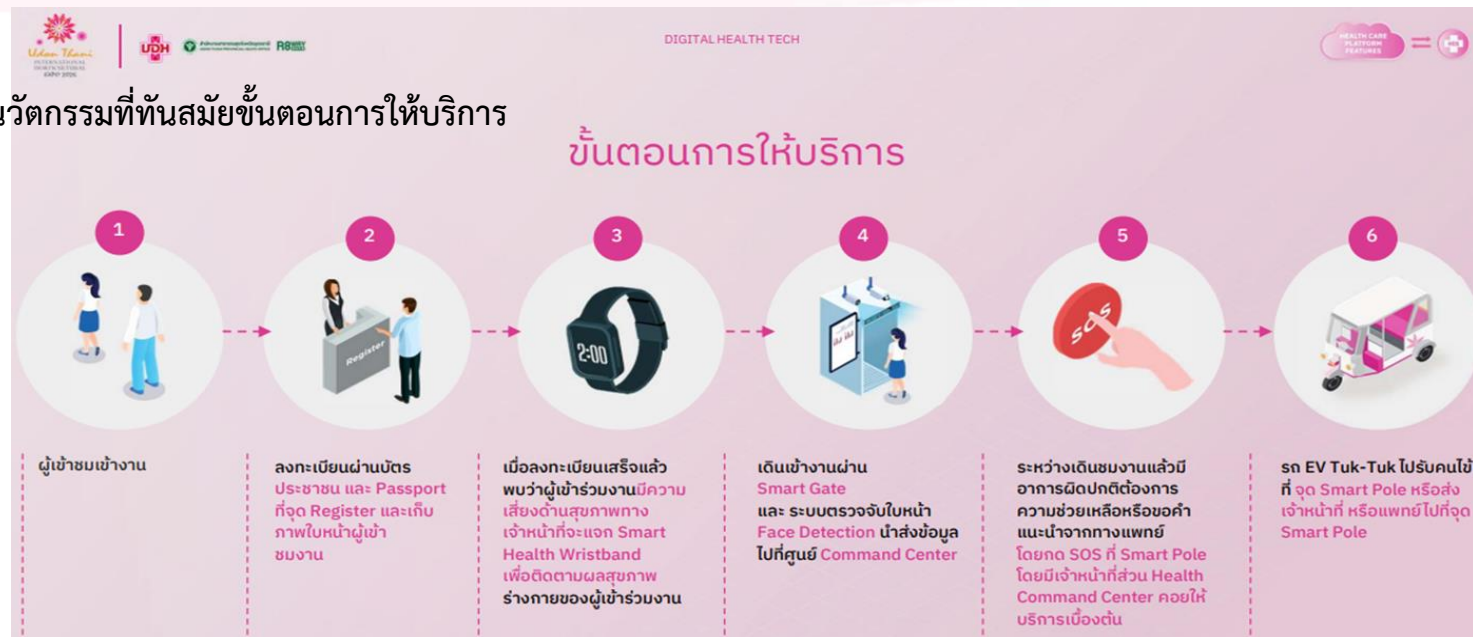 Udon Thani
INTERNATIONAL
HORTICULTURAL
EXPO 2026
UDH
R8WAY
DIGITAL HEALTH TECH
HEALTH CARE
PLATFORM
FEATURES
นวัตกรรมที่ทันสมัยขั้นตอนการให้บริการ
ขั้นตอนการให้บริการ
1
ผู้เข้าชมเข้างาน
2
Register
ลงทะเบียนผ่านบัตร
ประชาชน และ Passport
ที่จุด Register และเก็บ
ภาพใบหน้าผู้เข้า
ชมงาน
3
2:00
เมื่อลงทะเบียนเสร็จแล้ว
พบว่าผู้เข้าร่วมงานมีความ
เสี่ยงด้านสุขภาพทาง
เจ้าหน้าที่จะแจก Smart
Health Wristband
เพื่อติดตามผลสุขภาพ
ร่างกายของผู้เข้าร่วมงาน
4
เดินเข้างานผ่าน
Smart Gate
และ ระบบตรวจจับใบหน้า
Face Detection นำส่งข้อมูล
ไปที่ศูนย์ Command Center
5
SOS
ระหว่างเดินชมงานแล้วมี
อาการผิดปกติต้องการ
ความช่วยเหลือหรือขอคำ
แนะนำจากทางแพทย์
โดยกด SOS ที่ Smart Pole
โดยมีเจ้าหน้าที่ส่วน Health
Command Center คอยให้
บริการเบื้องต้น
6
รถ EV Tuk-Tuk ไปรับคนไข้
ที่ จุด Smart Pole หรือส่ง
เจ้าหน้าที่ หรือแพทย์ไปที่จุด
Smart Pole